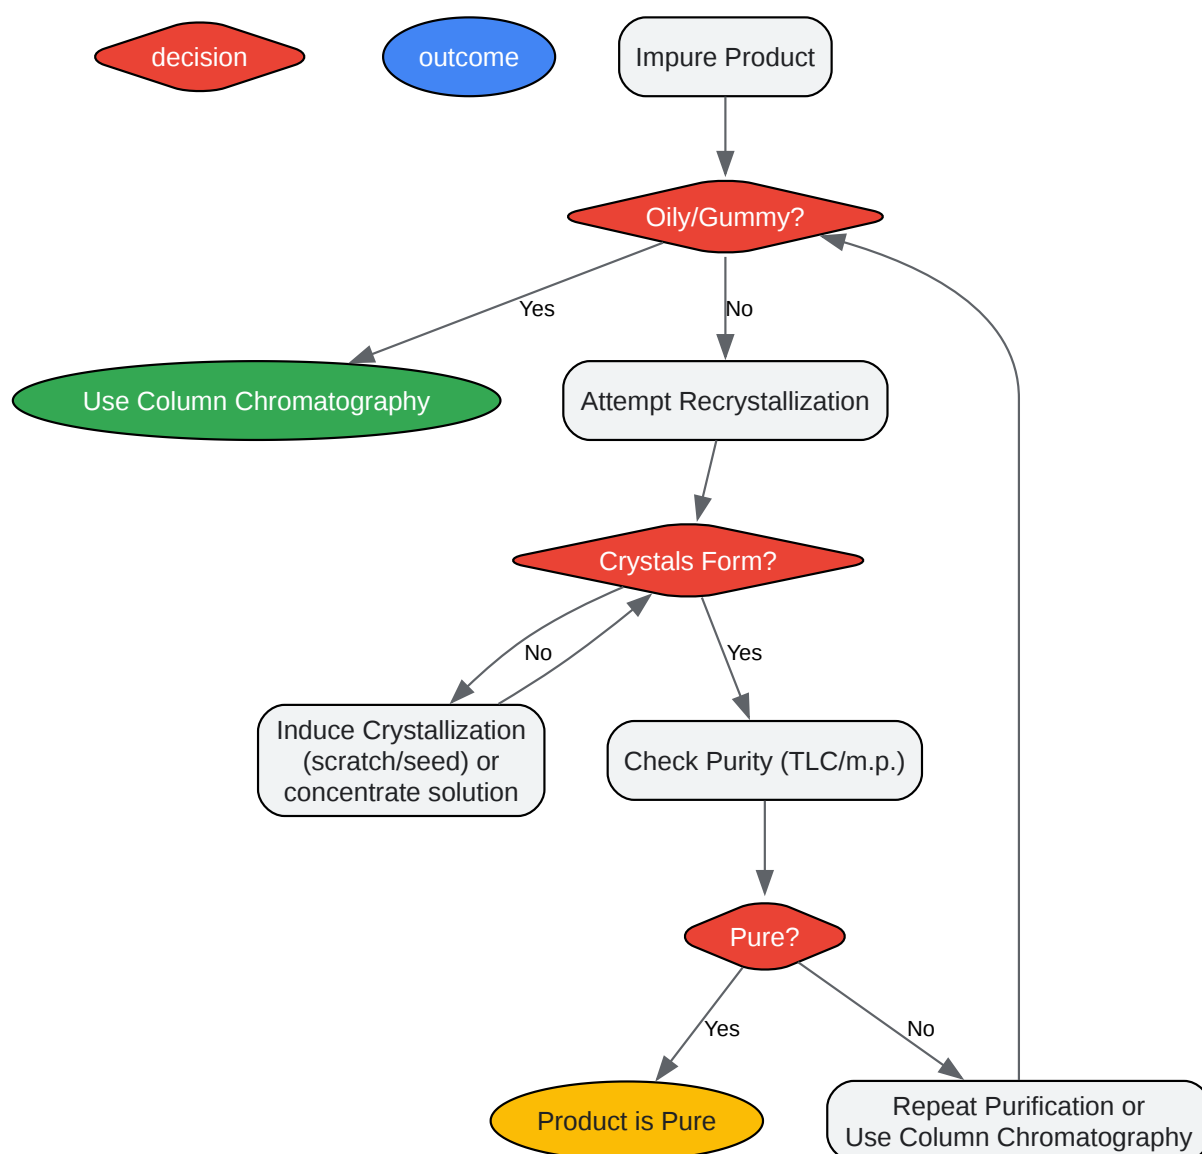 decision
outcome
Impure Product
Oily/Gummy?
Yes
No
Use Column Chromatography
Attempt Recrystallization
Crystals Form?
No
Yes
Induce Crystallization
(scratch/seed) or
concentrate solution
Check Purity (TLC/m.p.)
Pure?
Yes
No
Product is Pure
Repeat Purification or
Use Column Chromatography